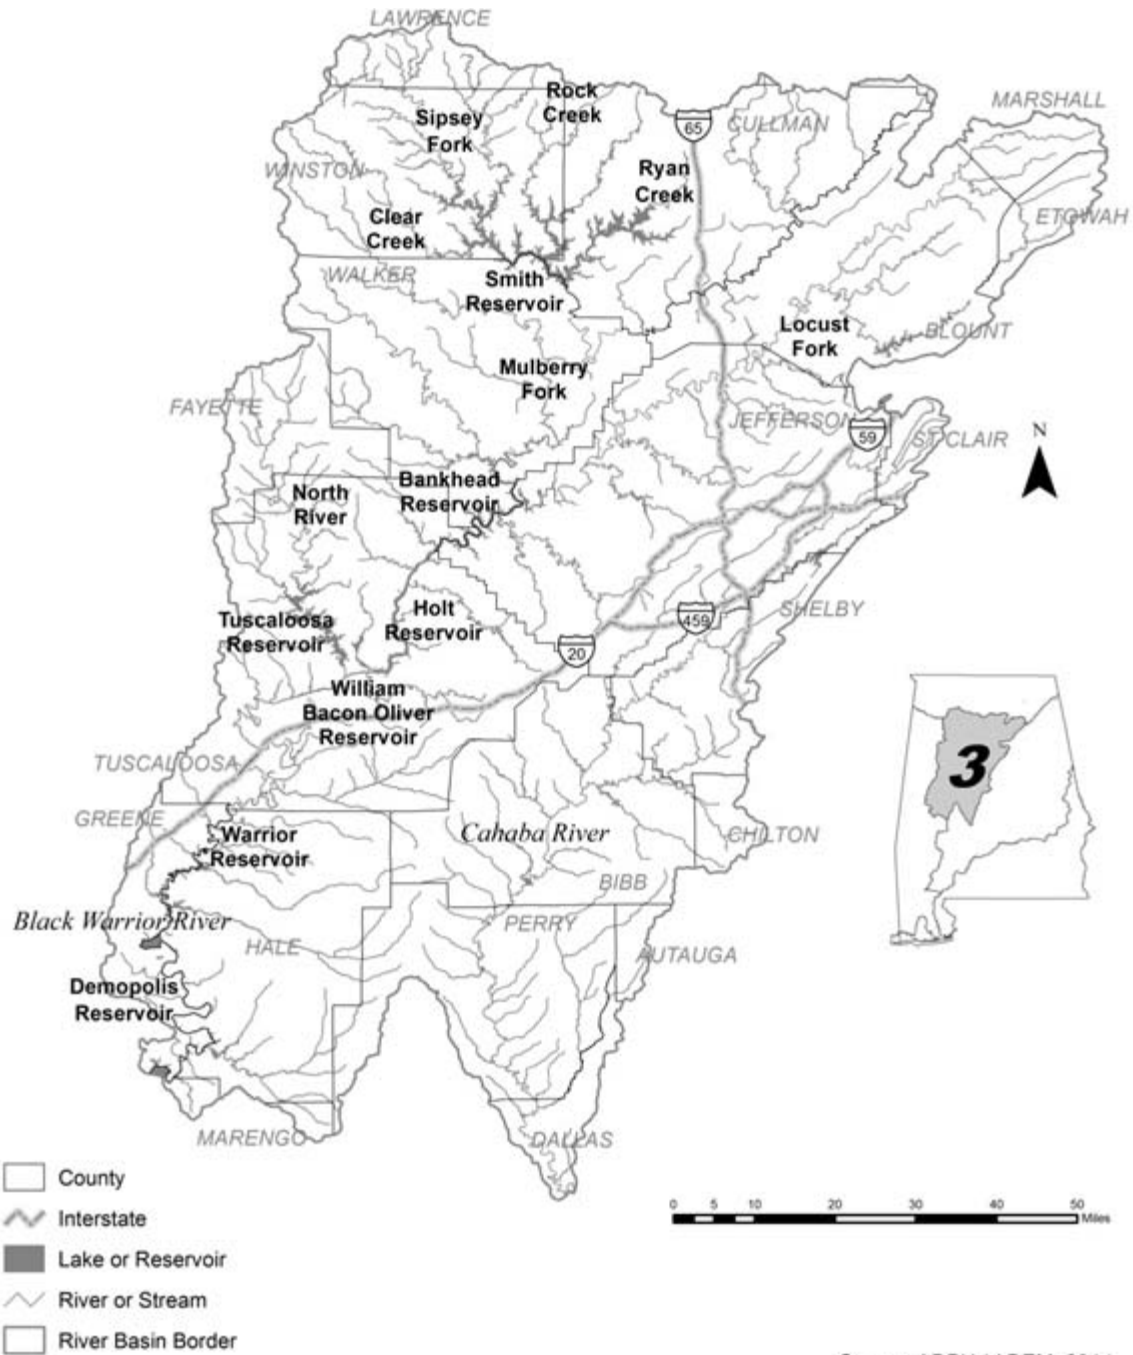 LAWRENCE
Rock
Creek
MARSHALL
Sipsey
Fork
65
CULLMAN
WINSTON
Ryan
Creek
Clear
Creek
ETOWAH
WALKER
Smith
Reservoir
Locust
Fork
BLOUNT
Mulberry
Fork
FAYETTE
JEFFERSON
59
ST CLAIR
N
Bankhead
Reservoir
North
River
Holt
Reservoir
SHELBY
459
Tuscaloosa
Reservoir
20
William
Bacon Oliver
Reservoir
TUSCALOOSA
3
GREENE
Warrior
Reservoir
Cahaba River
CHILTON
BIBB
Black Warrior River
PERRY
HALE
AUTAUGA
Demopolis
Reservoir
MARENGO
DALLAS
County
Interstate
Lake or Reservoir
River or Stream
River Basin Border
0 5 10 20 30 40 50
Miles